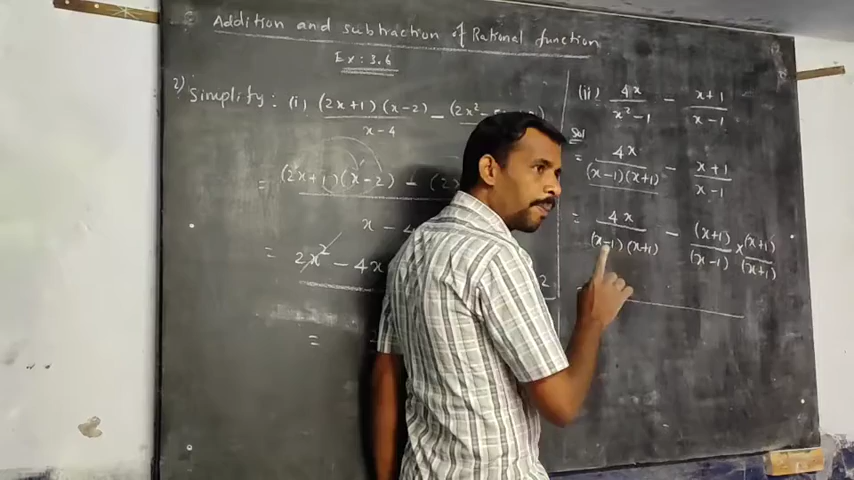 Addition and subtraction of Rational function
Ex: 3.6
2) Simplify: (i) (2x+1)(x-2) / x-4 - (2x²
= (2x+1)(x-2) - (2x
x - 4
= 2x² - 4x
=
(ii) 4x / x²-1 - x+1 / x-1
Sol
= 4x / (x-1)(x+1) - x+1 / x-1
= 4x / (x-1)(x+1) - (x+1) / (x-1) × (x+1) / (x+1)